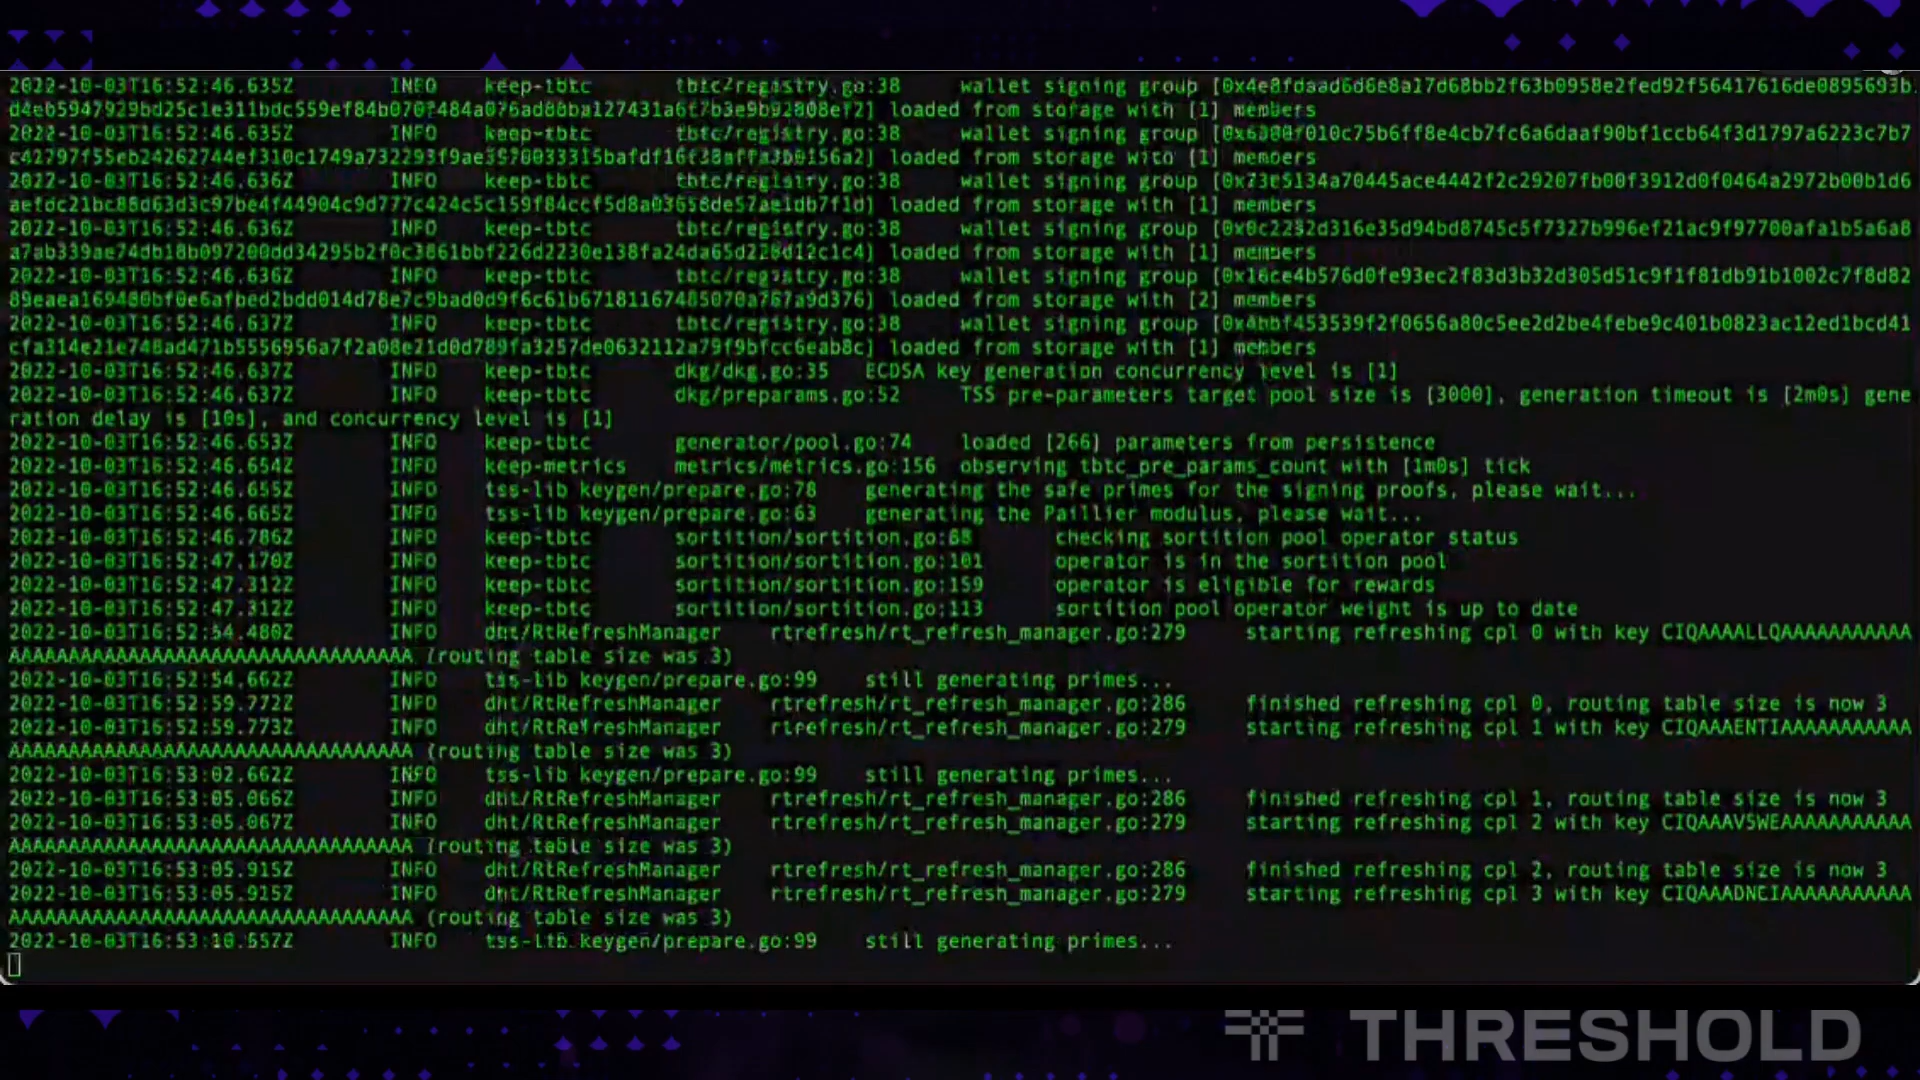 2022-10-03T16:52:46.635Z INFO keep-tbtc tbtc/registry.go:38 wallet signing group
loaded from storage with [1] members
2022-10-03T16:52:46.635Z INFO keep-tbtc tbtc/registry.go:38 wallet signing group
loaded from storage with [1] members
2022-10-03T16:52:46.636Z INFO keep-tbtc tbtc/registry.go:38 wallet signing group
loaded from storage with [1] members
2022-10-03T16:52:46.636Z INFO keep-tbtc tbtc/registry.go:38 wallet signing group
loaded from storage with [1] members
2022-10-03T16:52:46.636Z INFO keep-tbtc tbtc/registry.go:38 wallet signing group
loaded from storage with [2] members
2022-10-03T16:52:46.637Z INFO keep-tbtc tbtc/registry.go:38 wallet signing group
loaded from storage with [1] members
2022-10-03T16:52:46.637Z INFO keep-tbtc dkg/dkg.go:35 ECDSA key generation concurrency level is [1]
2022-10-03T16:52:46.637Z INFO keep-tbtc dkg/preparams.go:52 TSS pre-parameters target pool size is [3000], generation timeout is [2m0s] gene
ration delay is [10s], and concurrency level is [1]
2022-10-03T16:52:46.653Z INFO keep-tbtc generator/pool.go:74 loaded [266] parameters from persistence
2022-10-03T16:52:46.654Z INFO keep-metrics metrics/metrics.go:156 observing tbtc_pre_params_count with [1m0s] tick
2022-10-03T16:52:46.655Z INFO tss-lib keygen/prepare.go:78 generating the safe primes for the signing proofs, please wait...
2022-10-03T16:52:46.665Z INFO tss-lib keygen/prepare.go:63 generating the Paillier modulus, please wait...
2022-10-03T16:52:46.786Z INFO keep-tbtc sortition/sortition.go:68 checking sortition pool operator status
2022-10-03T16:52:47.170Z INFO keep-tbtc sortition/sortition.go:101 operator is in the sortition pool
2022-10-03T16:52:47.312Z INFO keep-tbtc sortition/sortition.go:159 operator is eligible for rewards
2022-10-03T16:52:47.312Z INFO keep-tbtc sortition/sortition.go:113 sortition pool operator weight is up to date
2022-10-03T16:52:54.480Z INFO dht/RtRefreshManager rtrefresh/rt_refresh_manager.go:279 starting refreshing cpl 0 with key CIQAAAALLQAAAAAAAAAAA
AAAAAAAAAAAAAAAAAAAAAAAAAAAAAAAAAA (routing table size was 3)
2022-10-03T16:52:54.662Z INFO tss-lib keygen/prepare.go:99 still generating primes...
2022-10-03T16:52:59.772Z INFO dht/RtRefreshManager rtrefresh/rt_refresh_manager.go:286 finished refreshing cpl 0, routing table size is now 3
2022-10-03T16:52:59.773Z INFO dht/RtRefreshManager rtrefresh/rt_refresh_manager.go:279 starting refreshing cpl 1 with key CIQAAAENTIAAAAAAAAAAA
AAAAAAAAAAAAAAAAAAAAAAAAAAAAAAAAAA (routing table size was 3)
2022-10-03T16:53:02.662Z INFO tss-lib keygen/prepare.go:99 still generating primes...
2022-10-03T16:53:05.066Z INFO dht/RtRefreshManager rtrefresh/rt_refresh_manager.go:286 finished refreshing cpl 1, routing table size is now 3
2022-10-03T16:53:05.067Z INFO dht/RtRefreshManager rtrefresh/rt_refresh_manager.go:279 starting refreshing cpl 2 with key CIQAAAVSWEAAAAAAAAAAA
AAAAAAAAAAAAAAAAAAAAAAAAAAAAAAAAAA (routing table size was 3)
2022-10-03T16:53:05.915Z INFO dht/RtRefreshManager rtrefresh/rt_refresh_manager.go:286 finished refreshing cpl 2, routing table size is now 3
2022-10-03T16:53:05.915Z INFO dht/RtRefreshManager rtrefresh/rt_refresh_manager.go:279 starting refreshing cpl 3 with key CIQAAADNCIAAAAAAAAAAA
AAAAAAAAAAAAAAAAAAAAAAAAAAAAAAAAAA (routing table size was 3)
2022-10-03T16:53:10.657Z INFO tss-lib keygen/prepare.go:99 still generating primes...
THRESHOLD